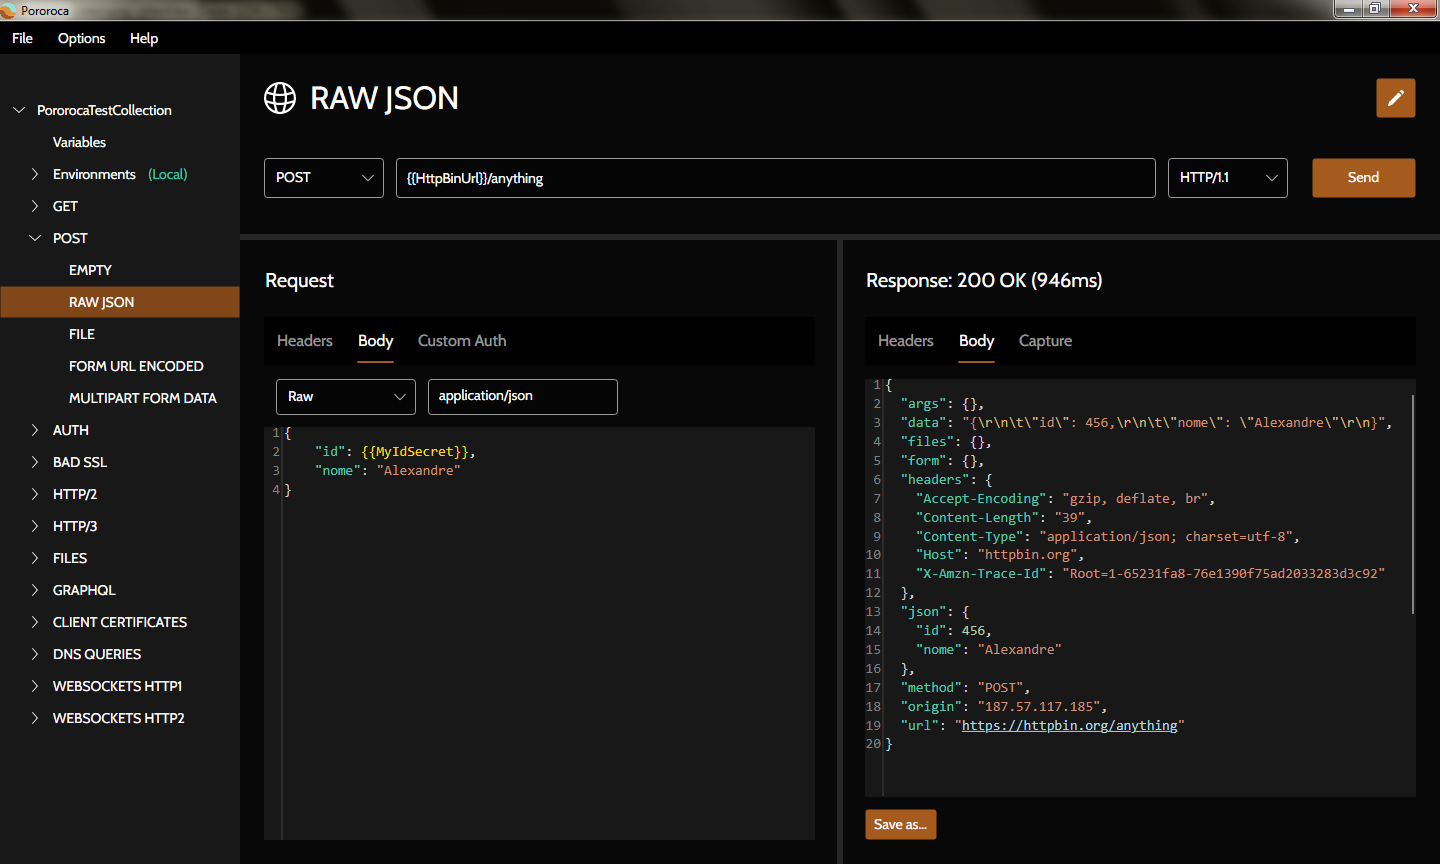 Pororoca
File Options Help
PororocaTestCollection
Variables
Environments (Local)
GET
POST
EMPTY
RAW JSON
FILE
FORM URL ENCODED
MULTIPART FORM DATA
AUTH
BAD SSL
HTTP/2
HTTP/3
FILES
GRAPHQL
CLIENT CERTIFICATES
DNS QUERIES
WEBSOCKETS HTTP1
WEBSOCKETS HTTP2
RAW JSON
POST {{HttpBinUrl}}/anything HTTP/1.1 Send
Request
Headers Body Custom Auth
Raw application/json
1 {
2 "id": {{MyIdSecret}},
3 "nome": "Alexandre"
4 }
Response: 200 OK (946ms)
Headers Body Capture
1 {
2 "args": {},
3 "data": "{\r\n\t\"id\": 456,\r\n\t\"nome\": \"Alexandre\"\r\n}",
4 "files": {},
5 "form": {},
6 "headers": {
7 "Accept-Encoding": "gzip, deflate, br",
8 "Content-Length": "39",
9 "Content-Type": "application/json; charset=utf-8",
10 "Host": "httpbin.org",
11 "X-Amzn-Trace-Id": "Root=1-65231fa8-76e1390f75ad2033283d3c92"
12 },
13 "json": {
14 "id": 456,
15 "nome": "Alexandre"
16 },
17 "method": "POST",
18 "origin": "187.57.117.185",
19 "url": "https://httpbin.org/anything"
20 }
Save as...